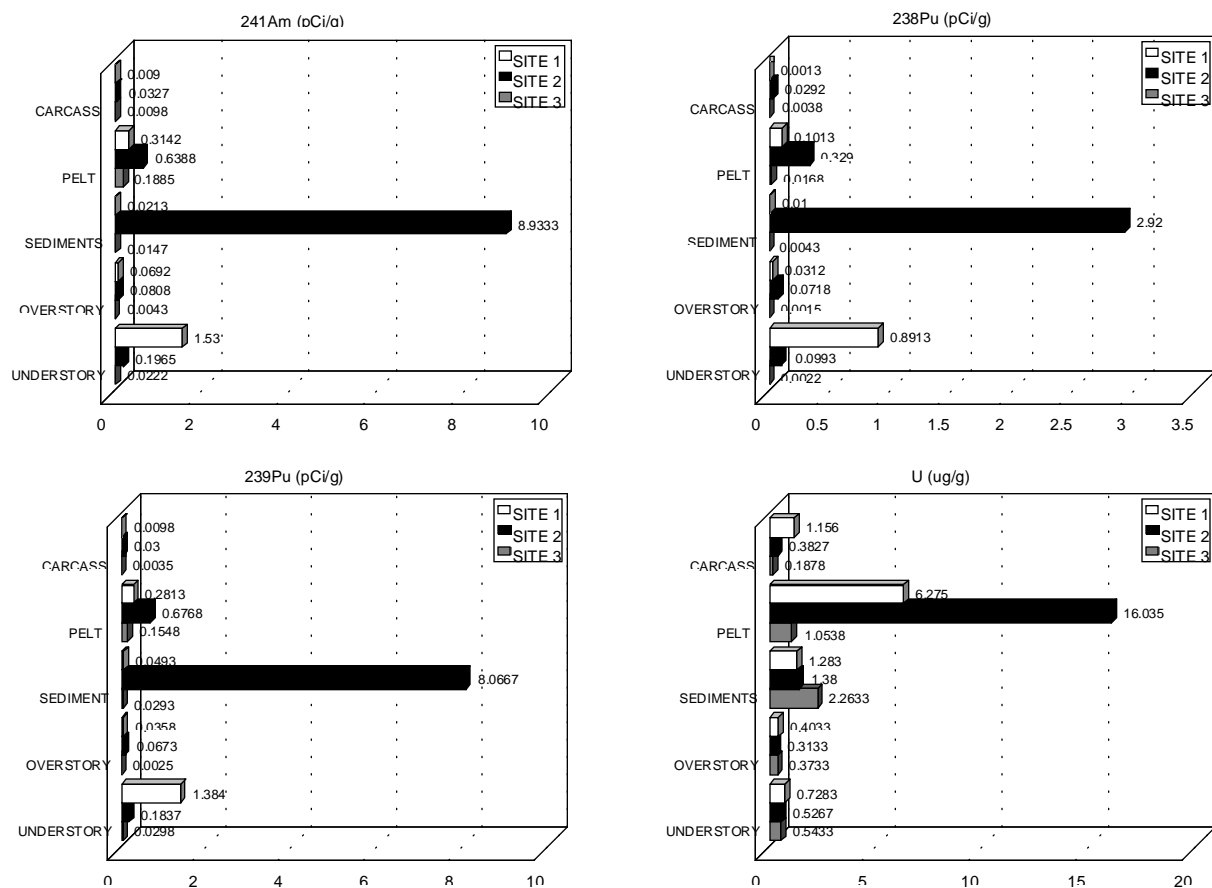 241Am (pCi/g)
SITE 1
SITE 2
SITE 3
0.009
0.0327
0.0098
CARCASS
0.3142
0.6388
0.1885
PELT
0.0213
8.9333
0.0147
SEDIMENTS
0.0692
0.0808
0.0043
OVERSTORY
1.53
0.1965
0.0222
UNDERSTORY
0 2 4 6 8 10
238Pu (pCi/g)
SITE 1
SITE 2
SITE 3
0.0013
0.0292
0.0038
CARCASS
0.1013
0.329
0.0168
PELT
0.01
2.92
0.0043
SEDIMENT
0.0312
0.0718
0.0015
OVERSTORY
0.8913
0.0993
0.0022
UNDERSTORY
0 0.5 1 1.5 2 2.5 3 3.5
239Pu (pCi/g)
SITE 1
SITE 2
SITE 3
0.0098
0.03
0.0035
CARCASS
0.2813
0.6768
0.1548
PELT
0.0493
8.0667
0.0293
SEDIMENT
0.0358
0.0673
0.0025
OVERSTORY
1.384
0.1837
0.0298
UNDERSTORY
0 2 4 6 8 10
U (ug/g)
SITE 1
SITE 2
SITE 3
1.156
0.3827
0.1878
CARCASS
6.275
16.035
1.0538
PELT
1.283
1.38
2.2633
SEDIMENTS
0.4033
0.3133
0.3733
OVERSTORY
0.7283
0.5267
0.5433
UNDERSTORY
0 5 10 15 20